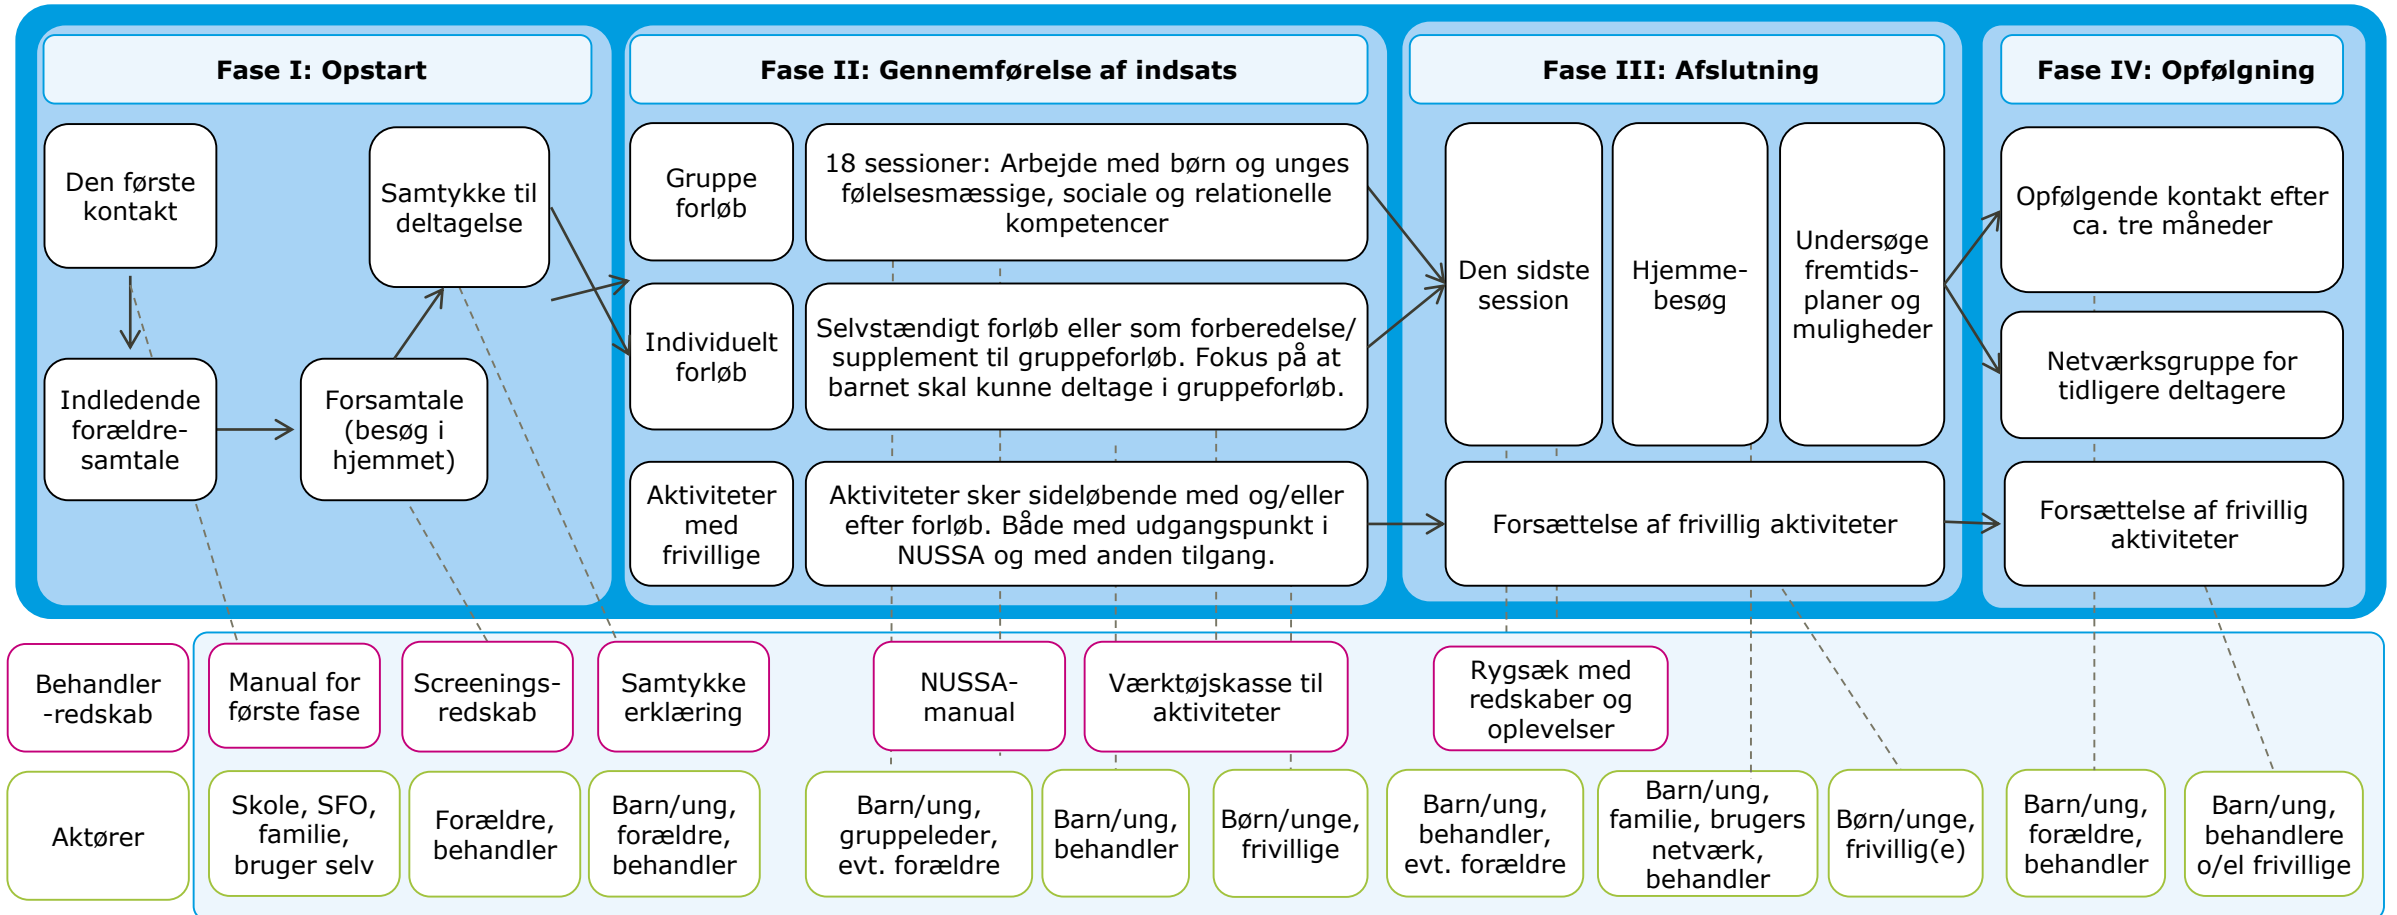 Fase I: Opstart
Den første
kontakt
Samtykke til
deltagelse
Indledende
forældre-
samtale
Forsamtale
(besøg i
hjemmet)
Fase II: Gennemførelse af indsats
Gruppe
forløb
18 sessioner: Arbejde med børn og unges
følelsesmæssige, sociale og relationelle
kompetencer
Individuelt
forløb
Selvstændigt forløb eller som forberedelse/
supplement til gruppeforløb. Fokus på at
barnet skal kunne deltage i gruppeforløb.
Aktiviteter
med
frivillige
Aktiviteter sker sideløbende med og/eller
efter forløb. Både med udgangspunkt i
NUSSA og med anden tilgang.
Fase III: Afslutning
Den sidste
session
Hjemme-
besøg
Undersøge
fremtids-
planer og
muligheder
Forsættelse af frivillig aktiviteter
Fase IV: Opfølgning
Opfølgende kontakt efter
ca. tre måneder
Netværksgruppe for
tidligere deltagere
Forsættelse af frivillig
aktiviteter
Behandler
-redskab
Manual for
første fase
Screenings-
redskab
Samtykke
erklæring
NUSSA-
manual
Værktøjskasse til
aktiviteter
Rygsæk med
redskaber og
oplevelser
Aktører
Skole, SFO,
familie,
bruger selv
Forældre,
behandler
Barn/ung,
forældre,
behandler
Barn/ung,
gruppeleder,
evt. forældre
Barn/ung,
behandler
Børn/unge,
frivillige
Barn/ung,
behandler,
evt. forældre
Barn/ung,
familie, brugers
netværk,
behandler
Børn/unge,
frivillig(e)
Barn/ung,
forældre,
behandler
Barn/ung,
behandlere
o/el frivillige